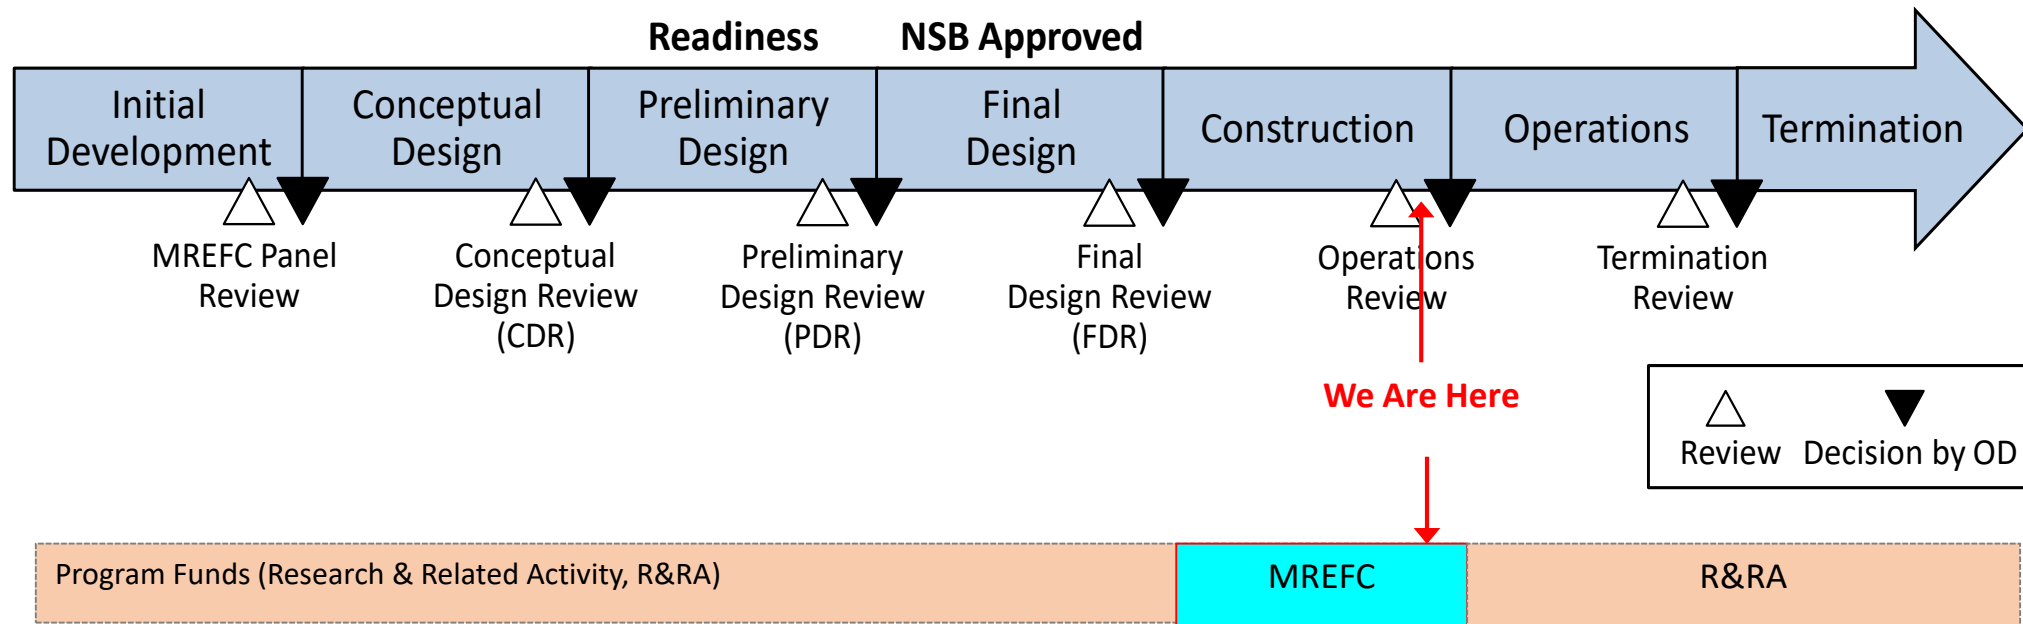 Readiness
NSB Approved
Initial
Development
Conceptual
Design
Preliminary
Design
Final
Design
Construction
Operations
Termination
MREFC Panel
Review
Conceptual
Design Review
(CDR)
Preliminary
Design Review
(PDR)
Final
Design Review
(FDR)
Operations
Review
Termination
Review
We Are Here
Review
Decision by OD
Program Funds (Research & Related Activity, R&RA)
MREFC
R&RA